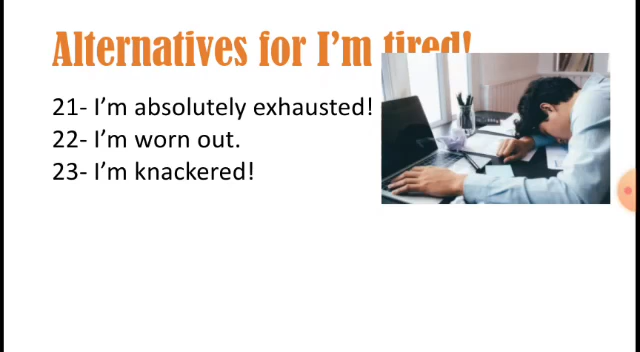 Alternatives for I'm tired!
21- I'm absolutely exhausted!
22- I'm worn out.
23- I'm knackered!